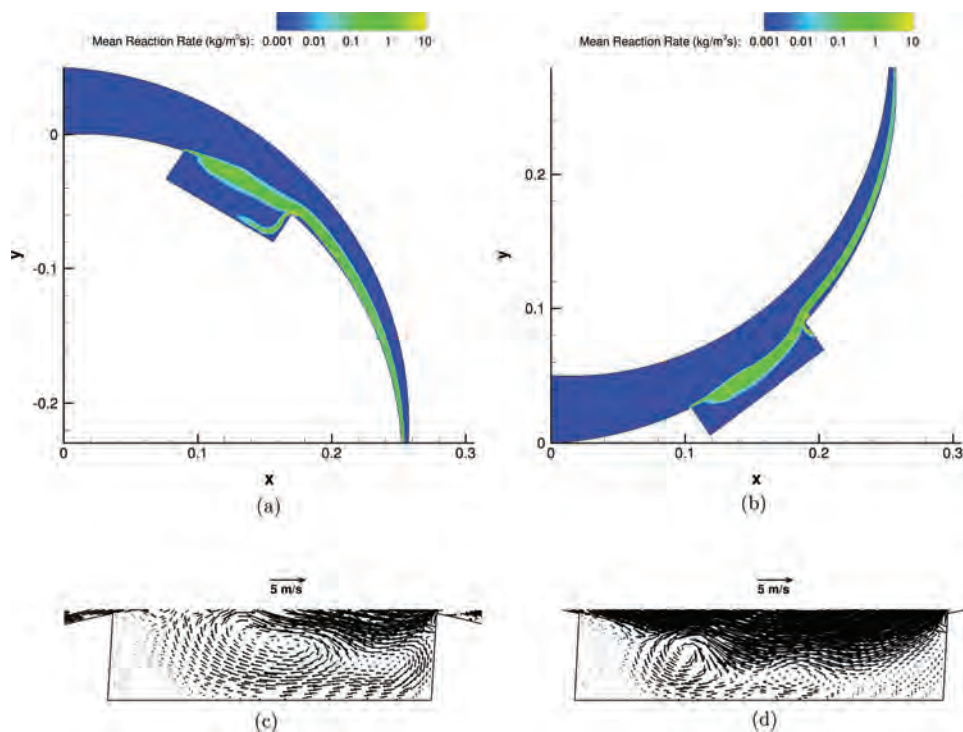 Mean Reaction Rate (kg/m³s): 0.001 0.01 0.1 1 10
Mean Reaction Rate (kg/m³s): 0.001 0.01 0.1 1 10
0
-0.1
-0.2
y
0 0.1 0.2 0.3
x
(a)
0.2
0.1
0
y
0 0.1 0.2 0.3
x
(b)
5 m/s
5 m/s
(c)
(d)